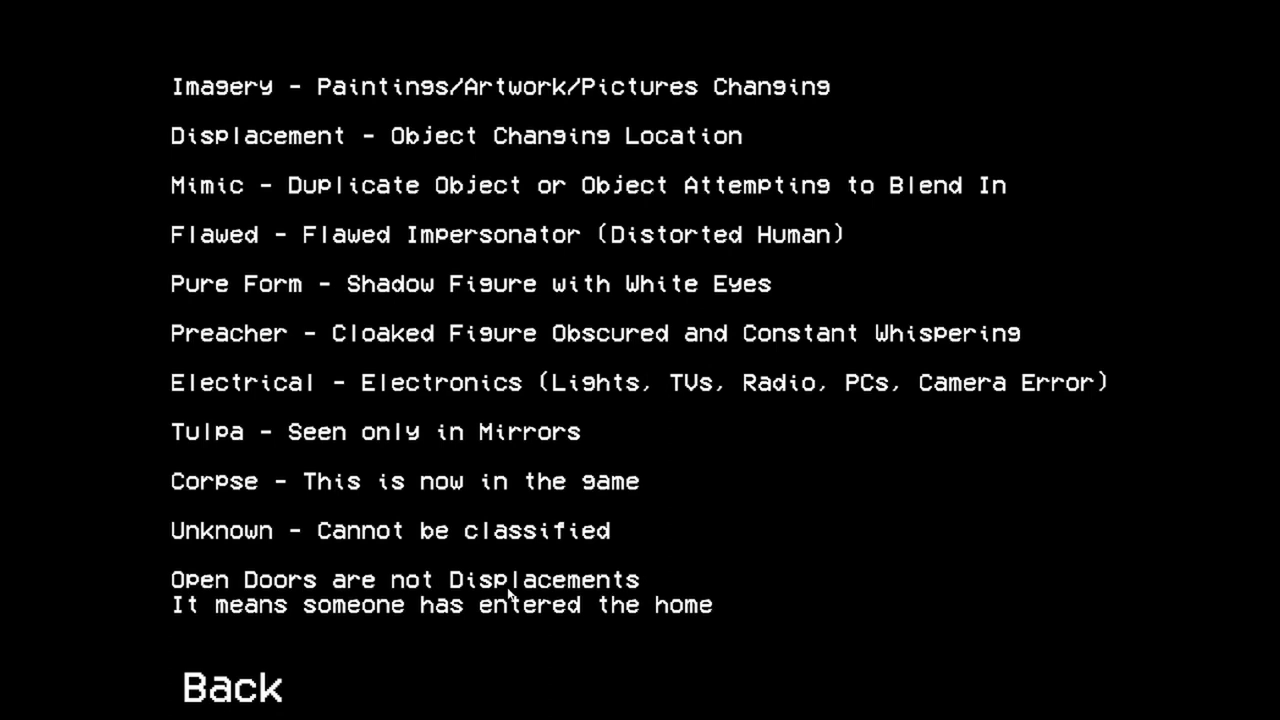 Imagery - Paintings/Artwork/Pictures Changing
Displacement - Object Changing Location
Mimic - Duplicate Object or Object Attempting to Blend In
Flawed - Flawed Impersonator (Distorted Human)
Pure Form - Shadow Figure with White Eyes
Preacher - Cloaked Figure Obscured and Constant Whispering
Electrical - Electronics (Lights, TVs, Radio, PCs, Camera Error)
Tulpa - Seen only in Mirrors
Corpse - This is now in the game
Unknown - Cannot be classified
Open Doors are not Displacements
It means someone has entered the home
Back